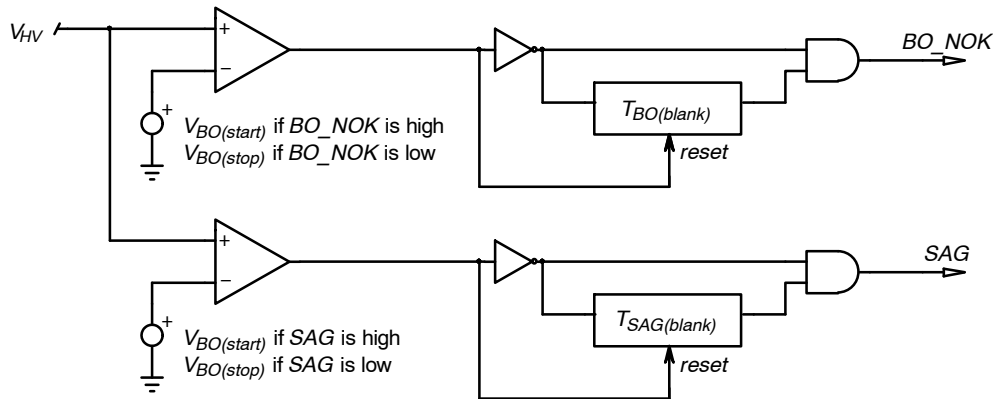 V_HV
+
−
+
V_BO(start) if BO_NOK is high
V_BO(stop) if BO_NOK is low
T_BO(blank)
reset
BO_NOK
+
−
+
V_BO(start) if SAG is high
V_BO(stop) if SAG is low
T_SAG(blank)
reset
SAG